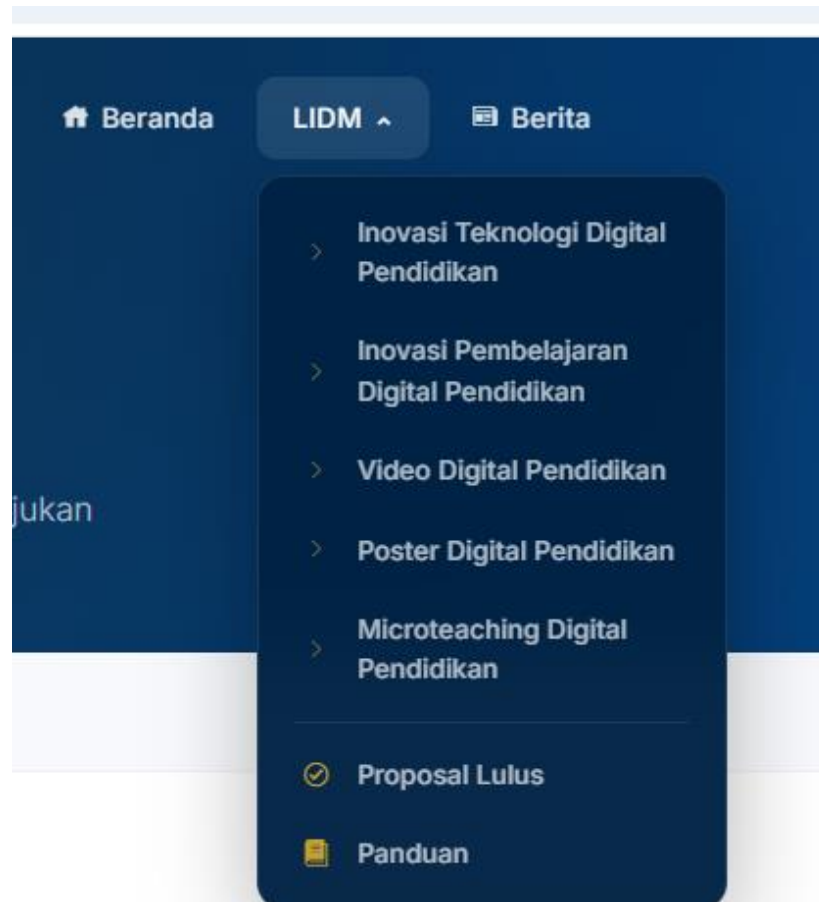 Beranda LIDM Berita
Inovasi Teknologi Digital
Pendidikan
Inovasi Pembelajaran
Digital Pendidikan
Video Digital Pendidikan
jukan
Poster Digital Pendidikan
Microteaching Digital
Pendidikan
Proposal Lulus
Panduan